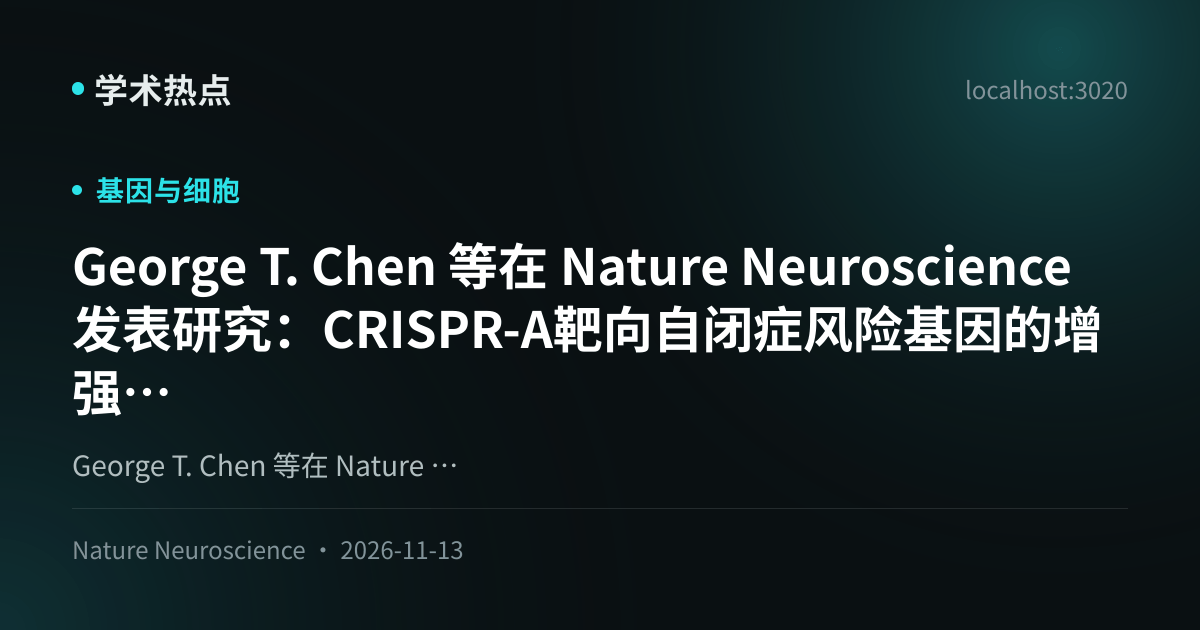 学术热点
localhost:3020
基因与细胞
George T. Chen 等在 Nature Neuroscience
发表研究：CRISPR-A靶向自闭症风险基因的增
强…
George T. Chen 等在 Nature …
Nature Neuroscience · 2026-11-13